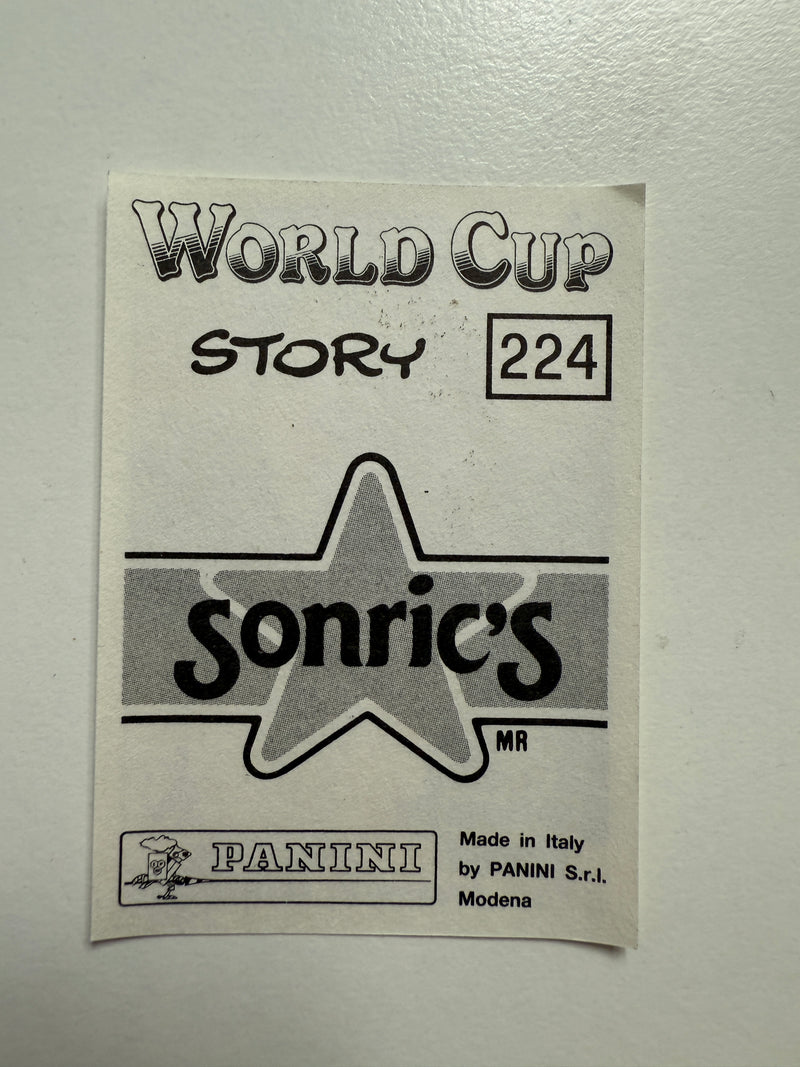 WORLD CUP
STORY 224
Sonric's
MR
PANINI
Made in Italy
by PANINI S.r.l.
Modena